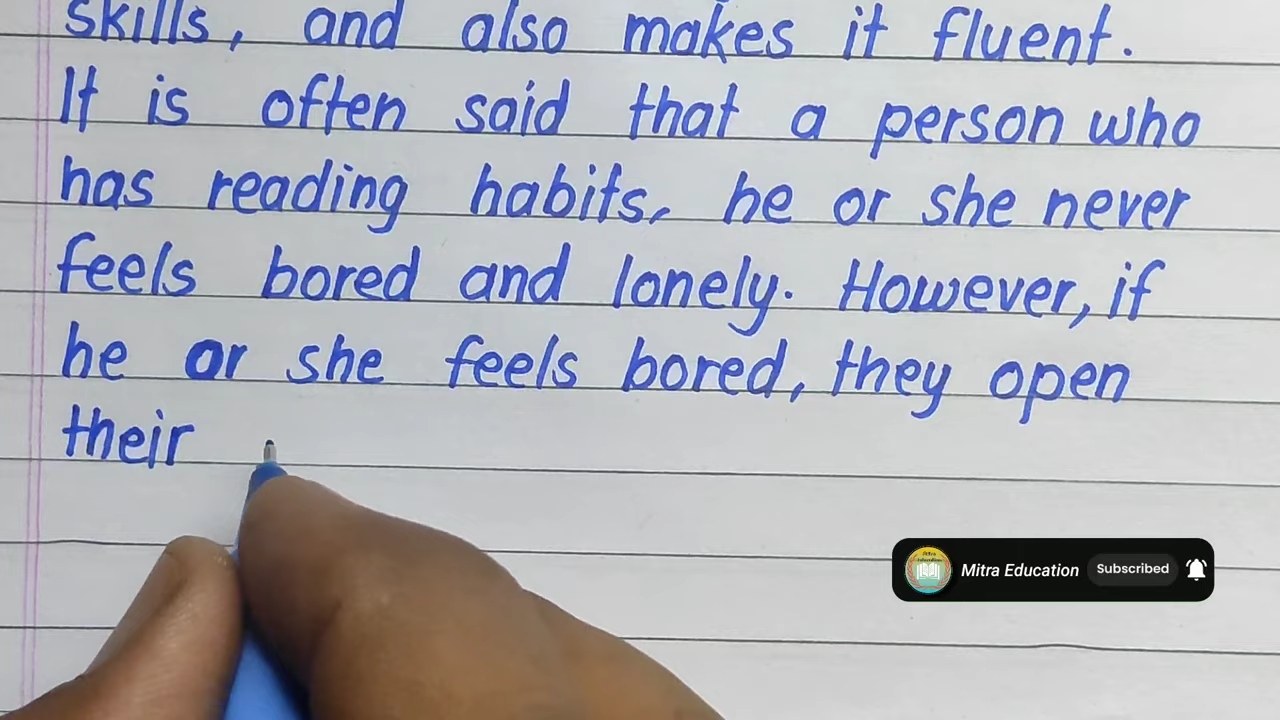 skills, and also makes it fluent.
It is often said that a person who
has reading habits, he or she never
feels bored and lonely. However, if
he or she feels bored, they open
their
Mitra Education Subscribed